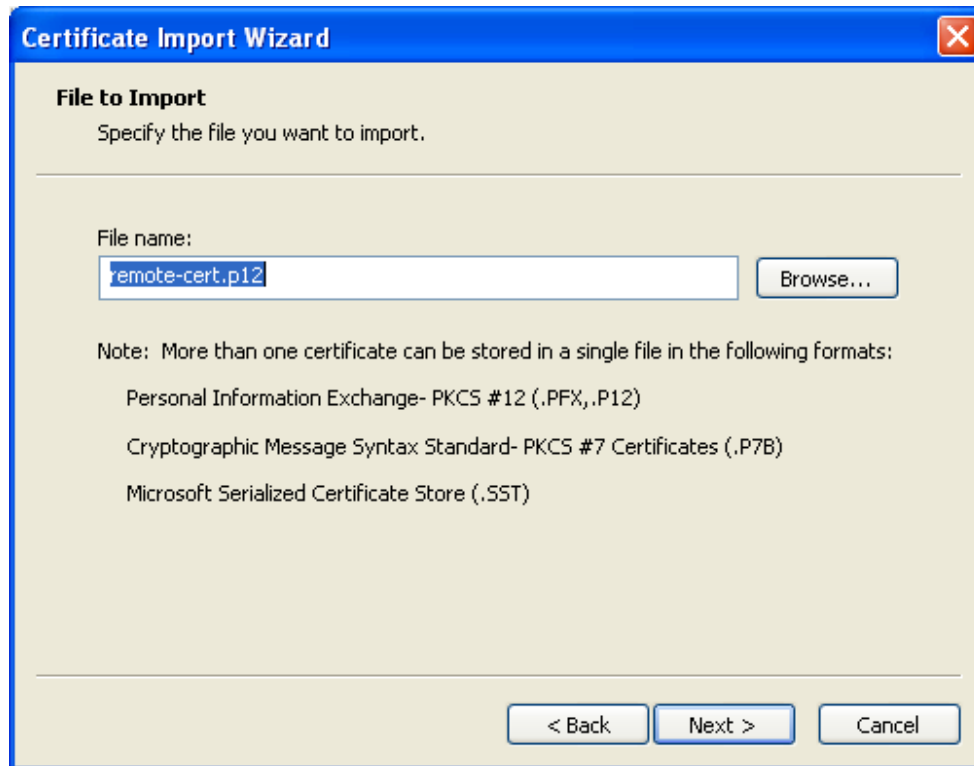 Certificate Import Wizard
File to Import
Specify the file you want to import.
File name:
remote-cert.p12
Browse...
Note:  More than one certificate can be stored in a single file in the following formats:
Personal Information Exchange- PKCS #12 (.PFX,.P12)
Cryptographic Message Syntax Standard- PKCS #7 Certificates (.P7B)
Microsoft Serialized Certificate Store (.SST)
< Back Next > Cancel